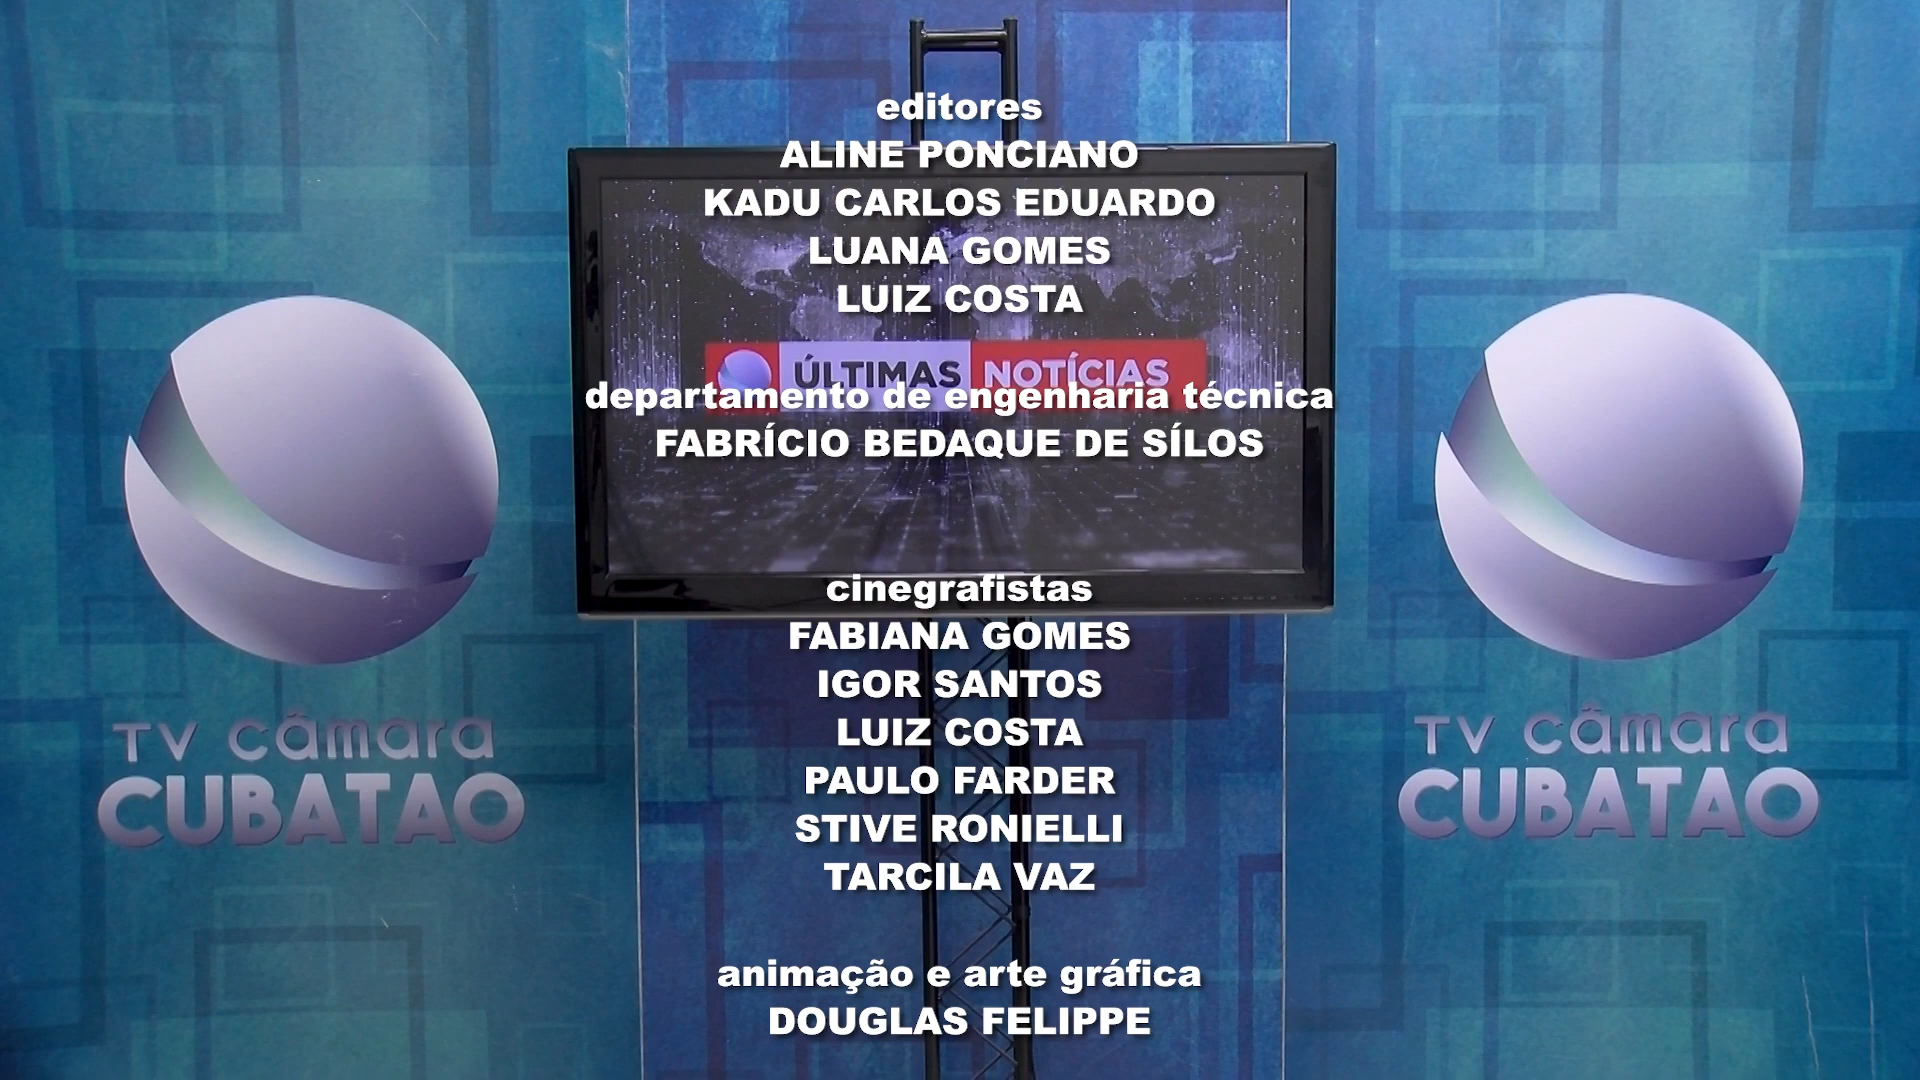 editores
ALINE PONCIANO
KADU CARLOS EDUARDO
LUANA GOMES
LUIZ COSTA
ÚLTIMAS NOTÍCIAS
departamento de engenharia técnica
FABRÍCIO BEDAQUE DE SÍLOS
cinegrafistas
FABIANA GOMES
IGOR SANTOS
LUIZ COSTA
PAULO FARDER
STIVE RONIELLI
TARCILA VAZ
animação e arte gráfica
DOUGLAS FELIPPE
TV câmara
CUBATAO
TV câmara
CUBATAO